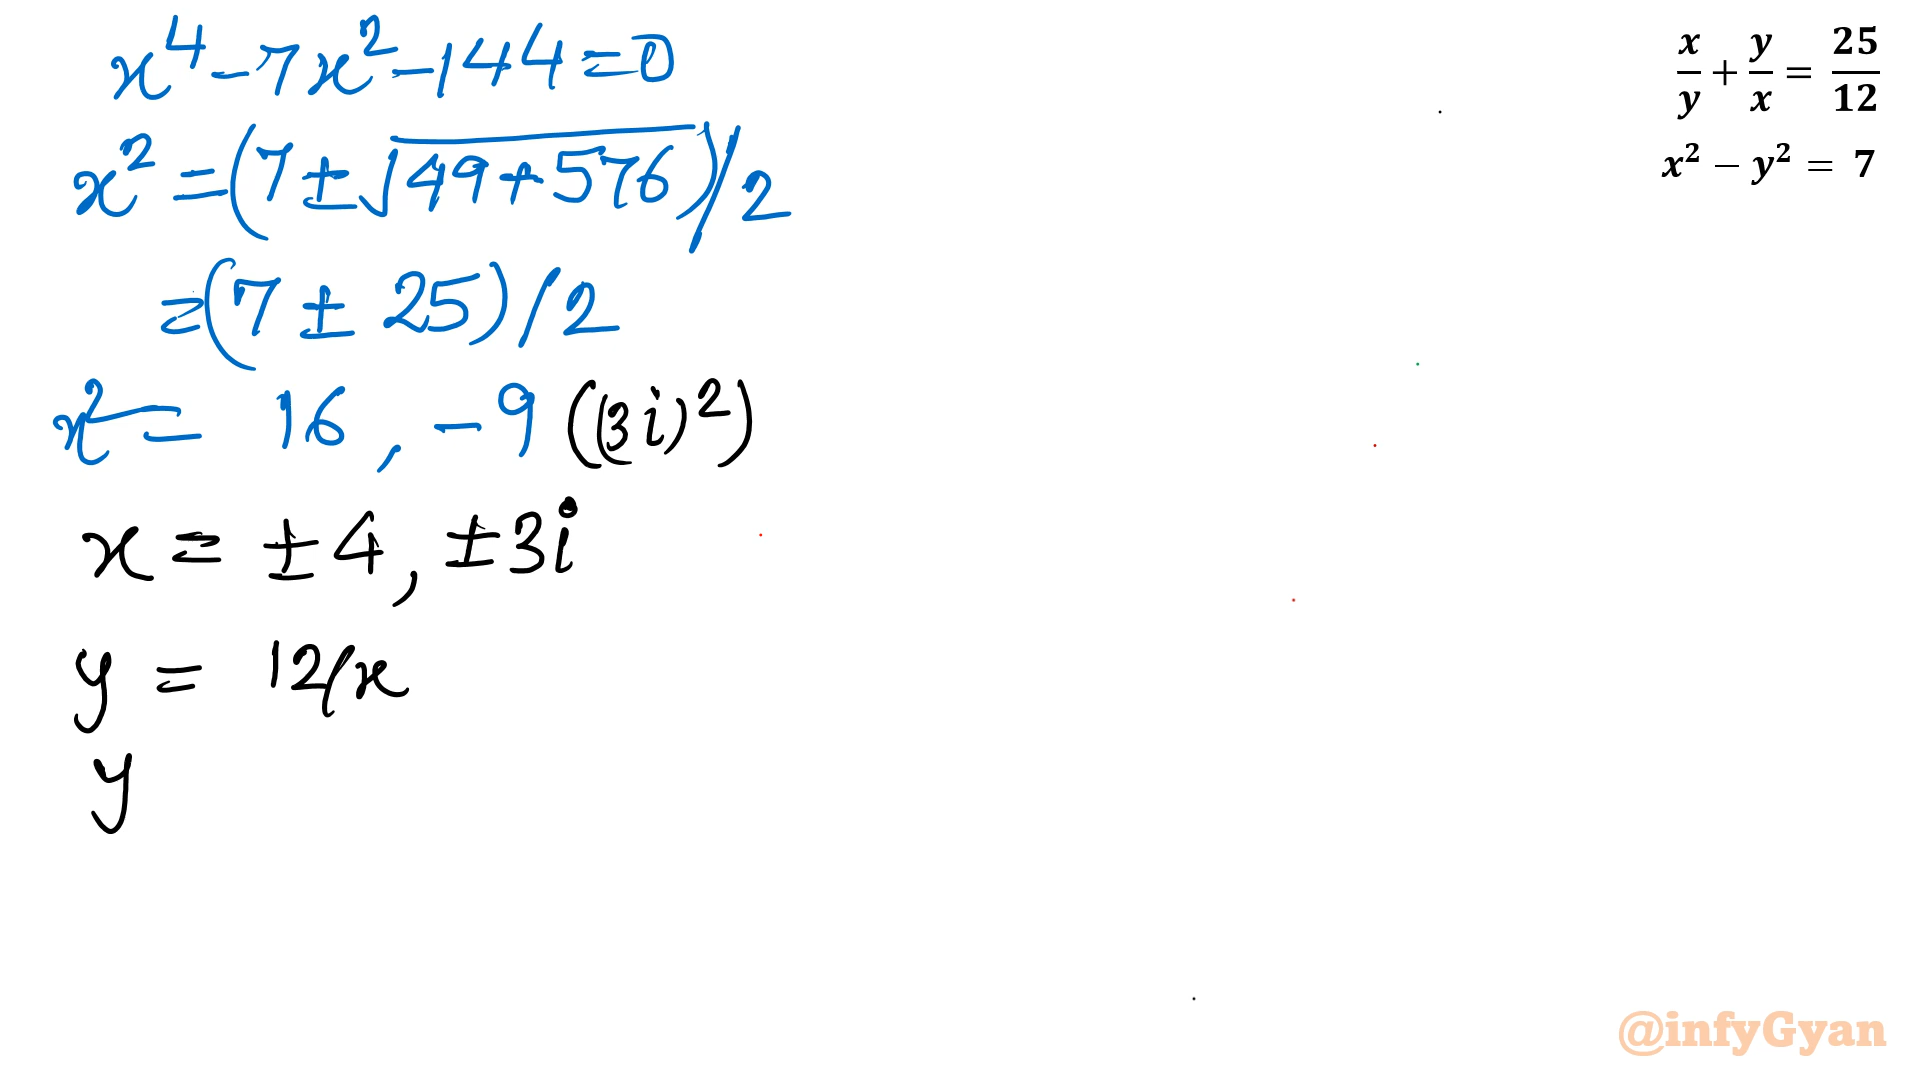 x⁴ - 7x² - 144 = 0
x² = (7 ± √49 + 576)/2
= (7 ± 25)/2
x² = 16, -9 ((3i)²)
x = ± 4, ± 3i
y = 12/x
y
x/y + y/x = 25/12
x² − y² = 7
@infyGyan